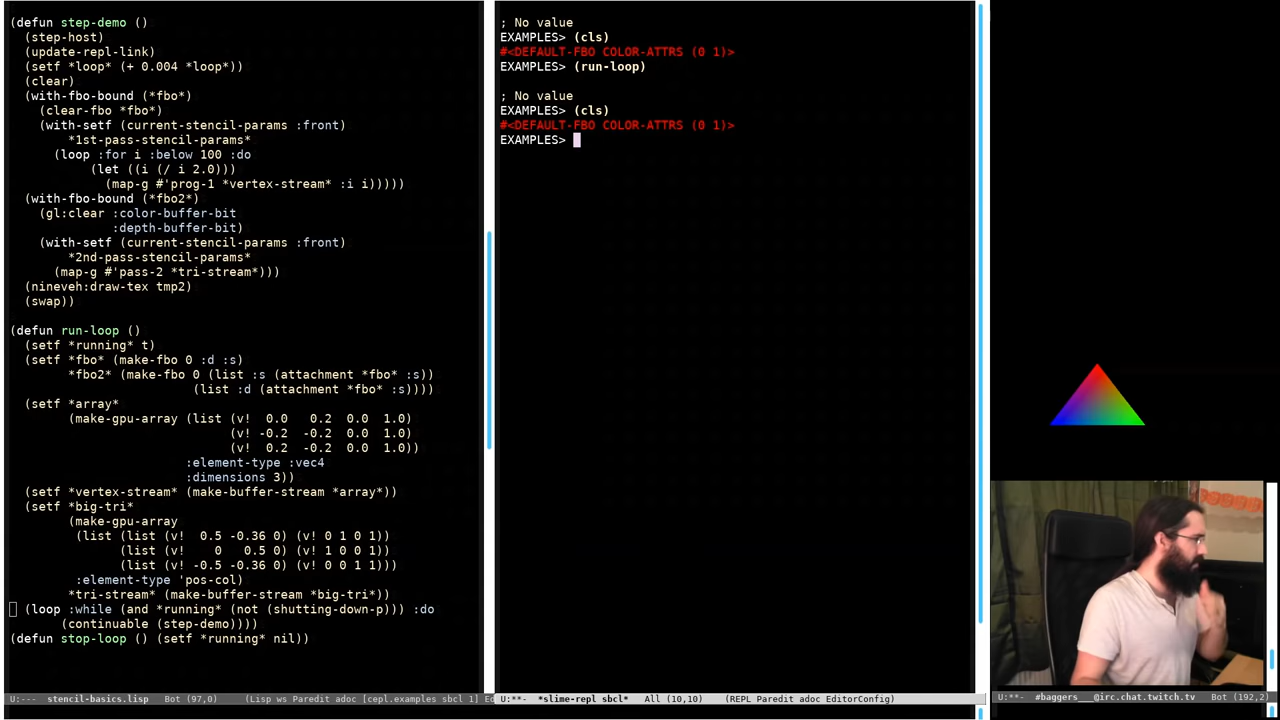 (defun step-demo ()
  (step-host)
  (update-repl-link)
  (setf *loop* (+ 0.004 *loop*))
  (clear)
  (with-fbo-bound (*fbo*)
    (clear-fbo *fbo*)
    (with-setf (current-stencil-params :front)
        *1st-pass-stencil-params*
      (loop :for i :below 100 :do
           (let ((i (/ i 2.0)))
             (map-g #'prog-1 *vertex-stream* :i i)))))
  (with-fbo-bound (*fbo2*)
    (gl:clear :color-buffer-bit
              :depth-buffer-bit)
    (with-setf (current-stencil-params :front)
        *2nd-pass-stencil-params*
      (map-g #'pass-2 *tri-stream*)))
  (nineveh:draw-tex tmp2)
  (swap))
(defun run-loop ()
  (setf *running* t)
  (setf *fbo* (make-fbo 0 :d :s)
        *fbo2* (make-fbo 0 (list :s (attachment *fbo* :s))
                         (list :d (attachment *fbo* :s))))
  (setf *array*
        (make-gpu-array (list (v!  0.0   0.2  0.0  1.0)
                              (v! -0.2  -0.2  0.0  1.0)
                              (v!  0.2  -0.2  0.0  1.0))
                        :element-type :vec4
                        :dimensions 3))
  (setf *vertex-stream* (make-buffer-stream *array*))
  (setf *big-tri*
        (make-gpu-array
         (list (list (v!  0.5 -0.36 0) (v! 0 1 0 1))
               (list (v!    0   0.5 0) (v! 1 0 0 1))
               (list (v! -0.5 -0.36 0) (v! 0 0 1 1)))
         :element-type 'pos-col)
        *tri-stream* (make-buffer-stream *big-tri*))
  (loop :while (and *running* (not (shutting-down-p))) :do
       (continuable (step-demo))))
(defun stop-loop () (setf *running* nil))
U:---  stencil-basics.lisp   Bot (97,0)     (Lisp ws Paredit adoc [cepl.examples sbcl 1] Ed
; No value
EXAMPLES> (cls)
#<DEFAULT-FBO COLOR-ATTRS (0 1)>
EXAMPLES> (run-loop)
; No value
EXAMPLES> (cls)
#<DEFAULT-FBO COLOR-ATTRS (0 1)>
EXAMPLES>
U:**-  *slime-repl sbcl*   All (10,10)    (REPL Paredit adoc EditorConfig)
U:**-  #baggers___@irc.chat.twitch.tv   Bot (192,2)